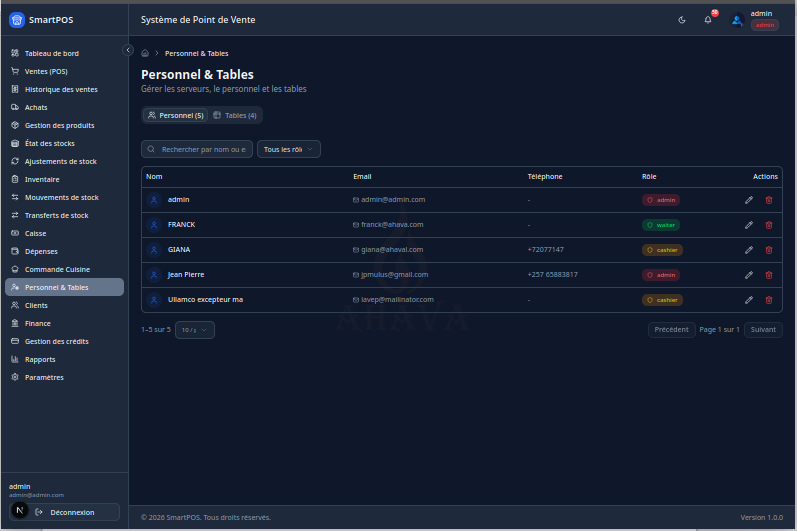 SmartPOS
Système de Point de Vente
admin
admin
Tableau de bord
Ventes (POS)
Historique des ventes
Achats
Gestion des produits
État des stocks
Ajustements de stock
Inventaire
Mouvements de stock
Transferts de stock
Caisse
Dépenses
Commande Cuisine
Personnel & Tables
Clients
Finance
Gestion des crédits
Rapports
Paramètres
admin
admin@admin.com
N
Déconnexion
Personnel & Tables
Personnel & Tables
Gérer les serveurs, le personnel et les tables
Personnel (5) Tables (4)
Rechercher par nom ou e Tous les rôl
Nom Email Téléphone Rôle Actions
admin admin@admin.com - admin
FRANCK franck@ahava.com - waiter
GIANA giana@ahaval.com +72077147 cashier
Jean Pierre jpmulus@gmail.com +257 65883817 admin
Ullamco excepteur ma lavep@mailinator.com - cashier
AHAVA
1–5 sur 5 10 / p Précédent Page 1 sur 1 Suivant
© 2026 SmartPOS. Tous droits réservés. Version 1.0.0